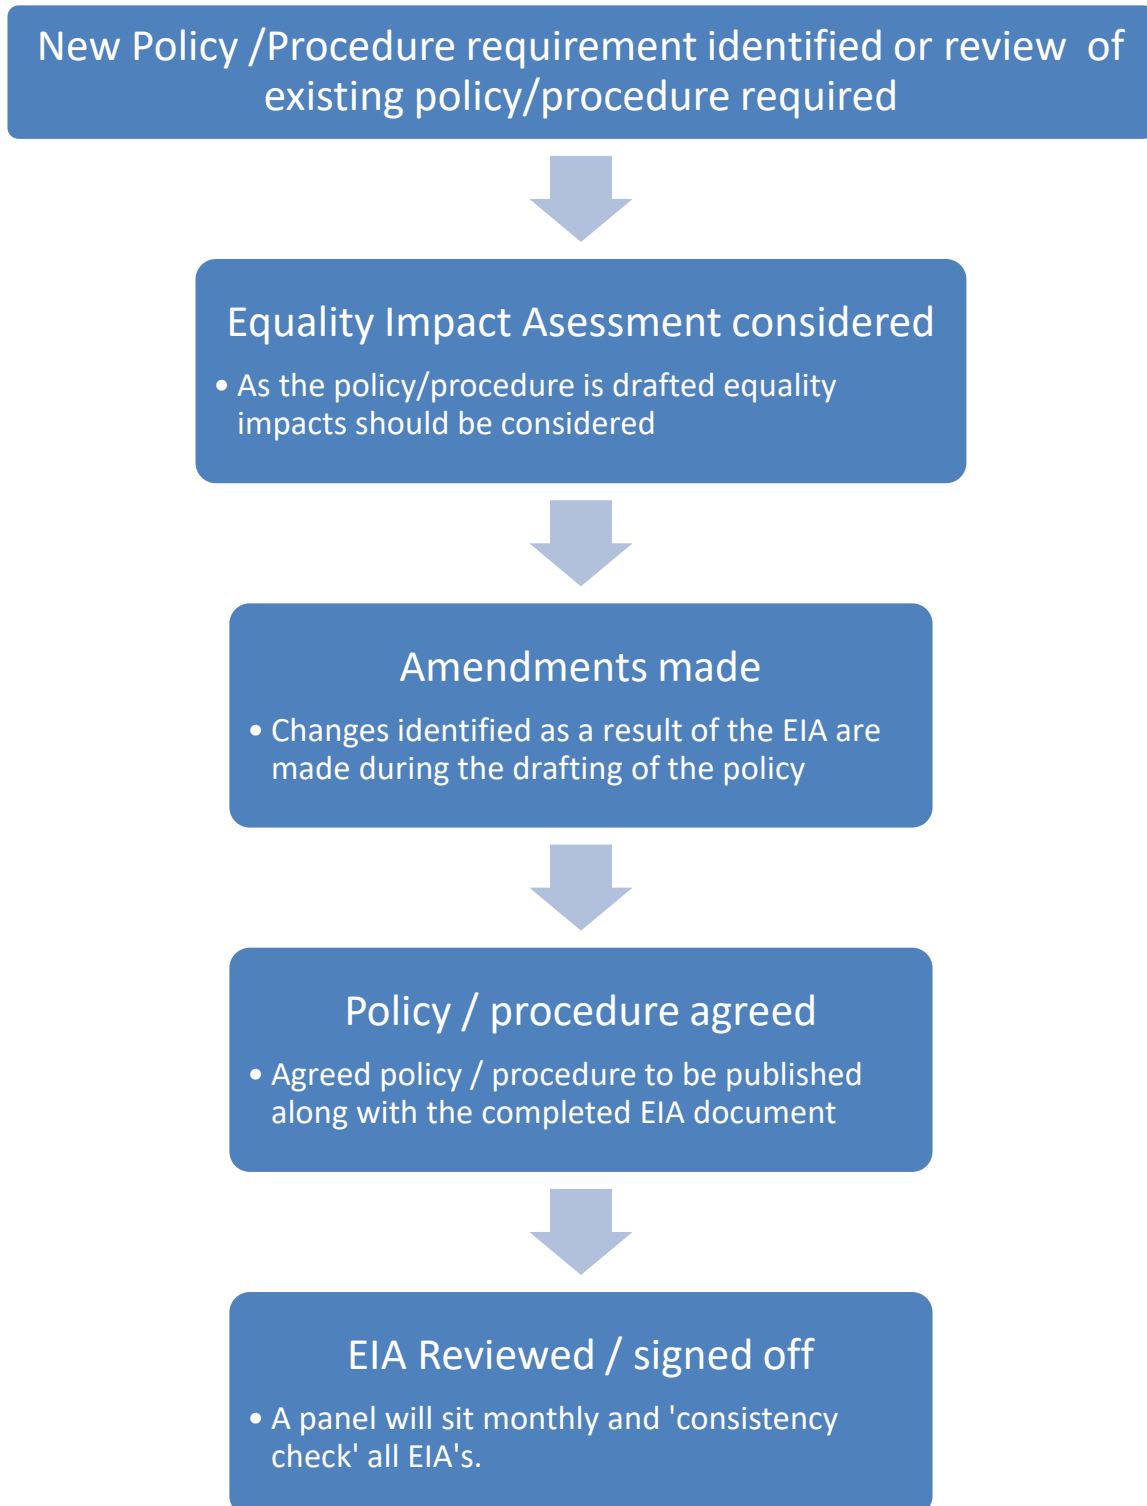 New Policy /Procedure requirement identified or review  of
existing policy/procedure required
Equality Impact Asessment considered
• As the policy/procedure is drafted equality
impacts should be considered
Amendments made
• Changes identified as a result of the EIA are
made during the drafting of the policy
Policy / procedure agreed
• Agreed policy / procedure to be published
along with the completed EIA document
EIA Reviewed / signed off
• A panel will sit monthly and 'consistency
check' all EIA's.